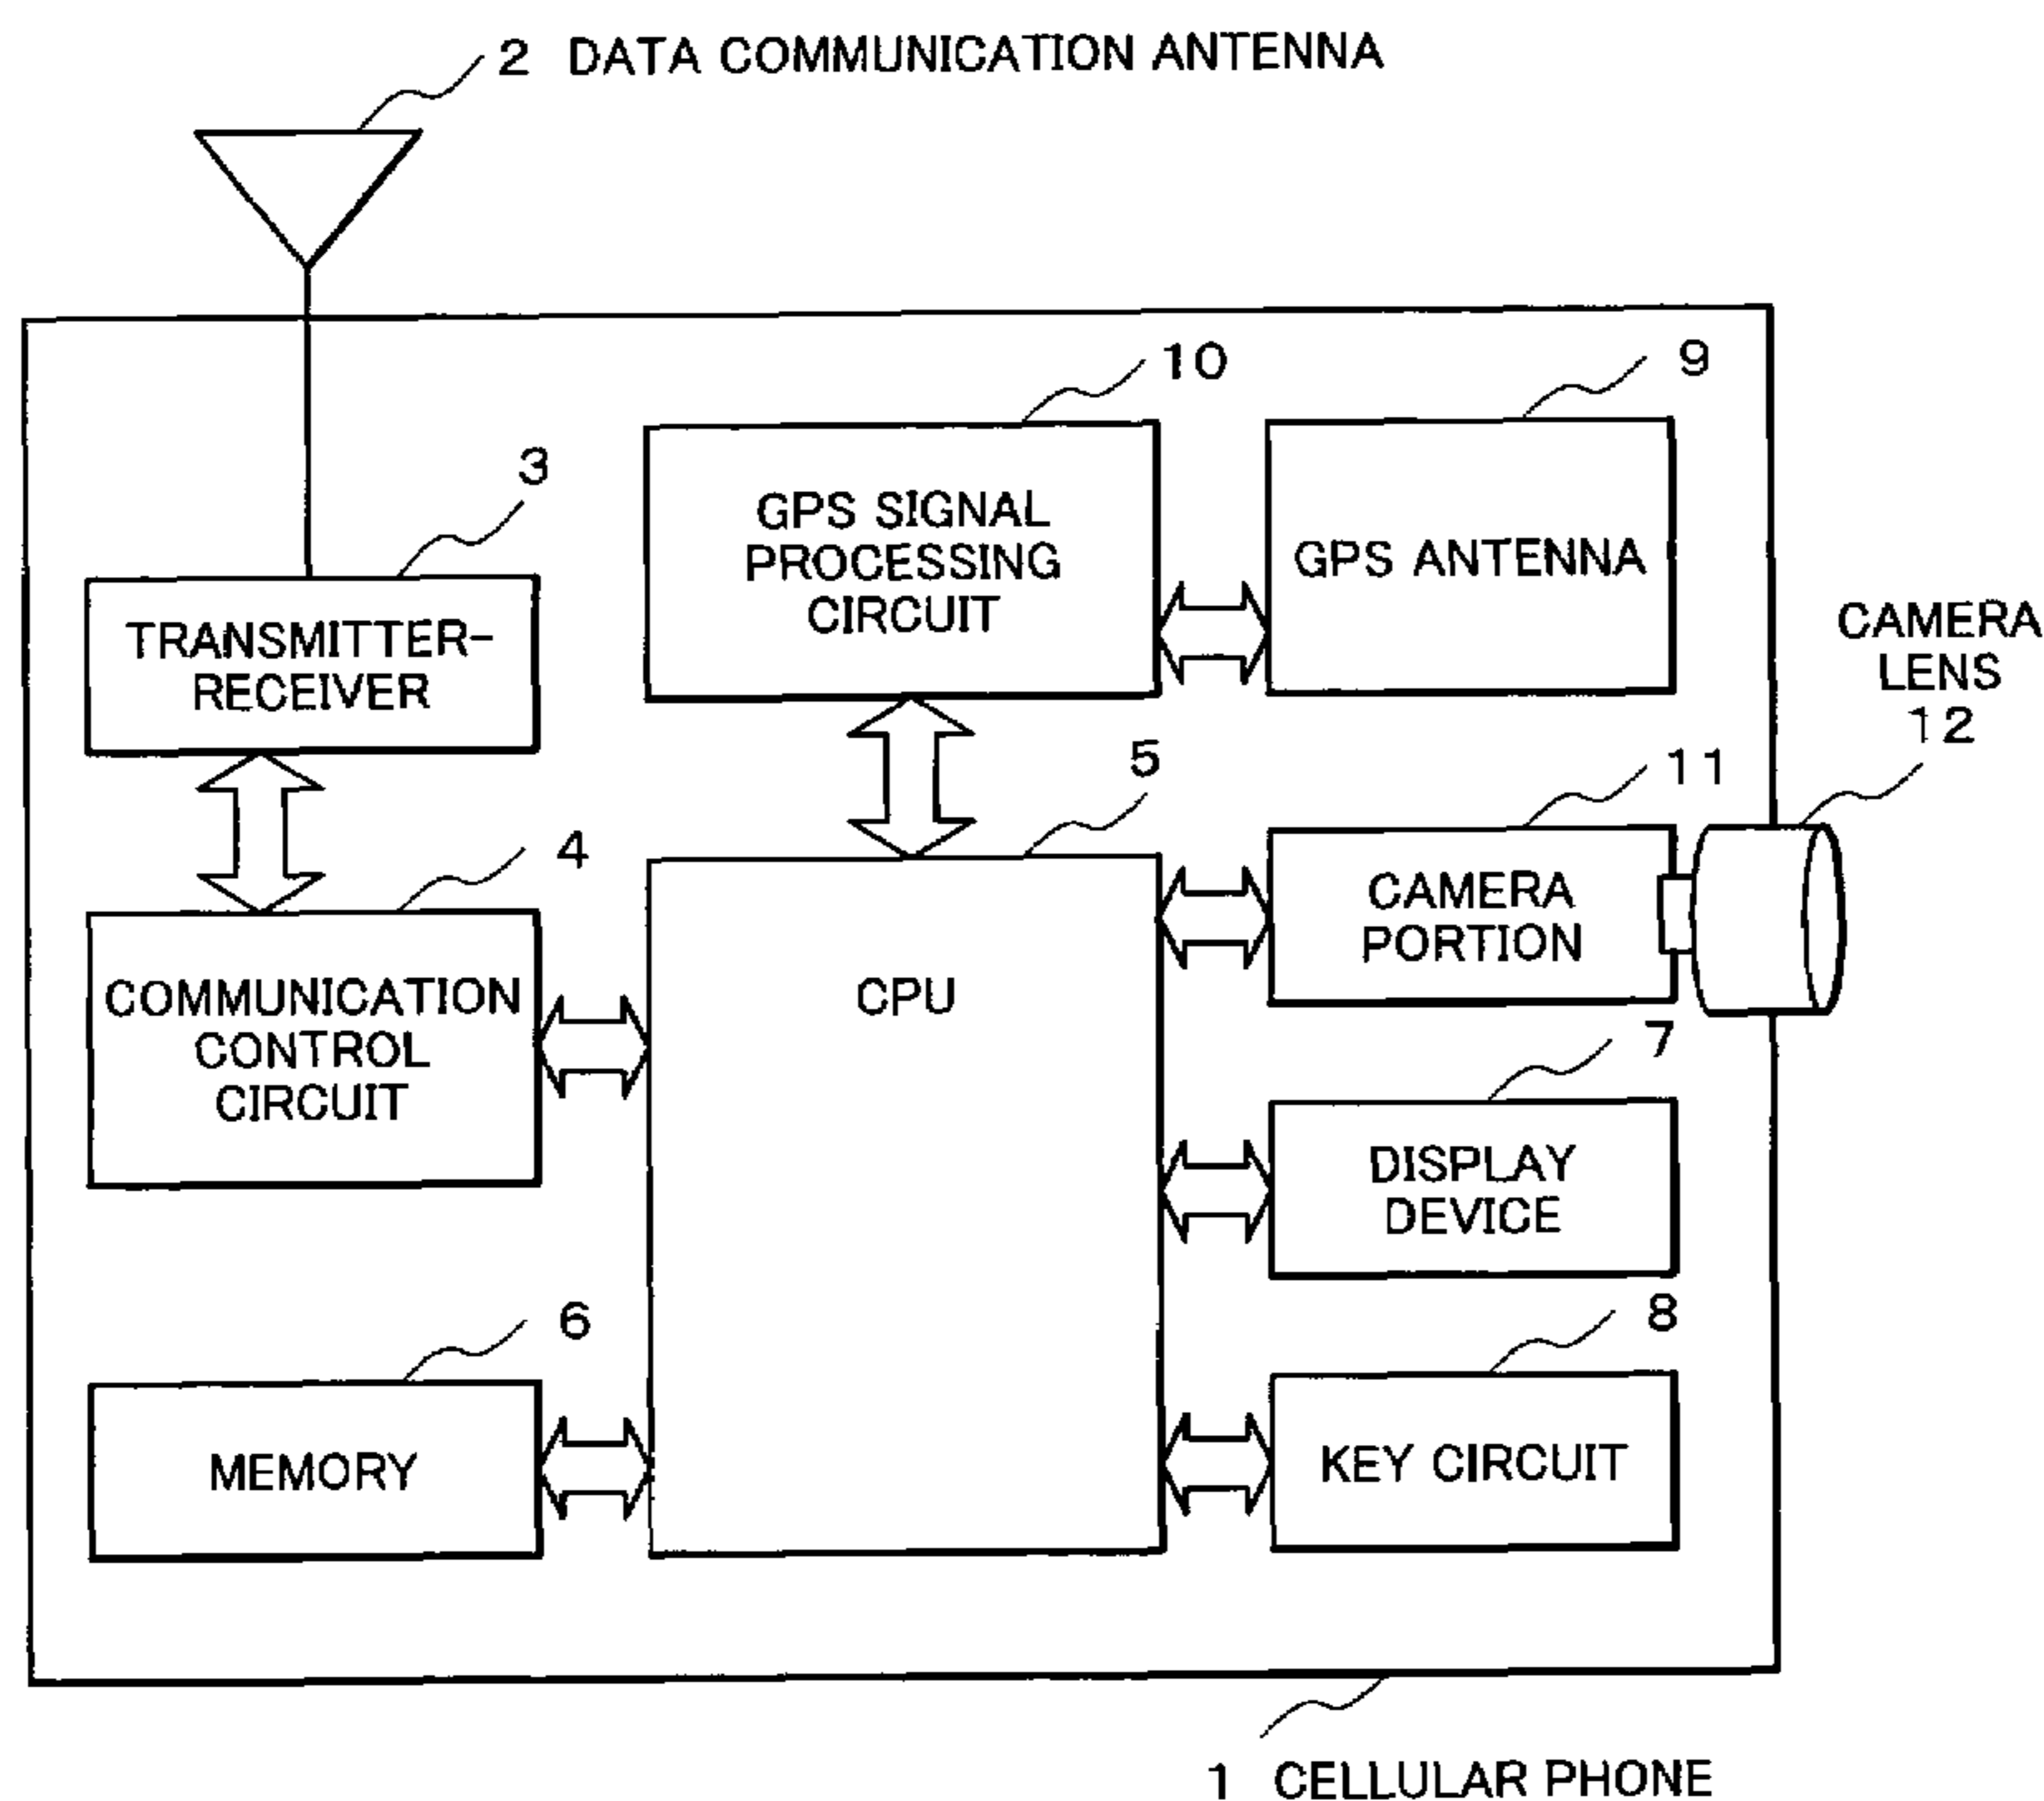 2 DATA COMMUNICATION ANTENNA
10
9
3
GPS SIGNAL
PROCESSING
CIRCUIT
GPS ANTENNA
TRANSMITTER-
RECEIVER
CAMERA
LENS
12
5
11
4
CAMERA
PORTION
COMMUNICATION
CONTROL
CIRCUIT
CPU
7
DISPLAY
DEVICE
6
8
MEMORY
KEY CIRCUIT
1 CELLULAR PHONE